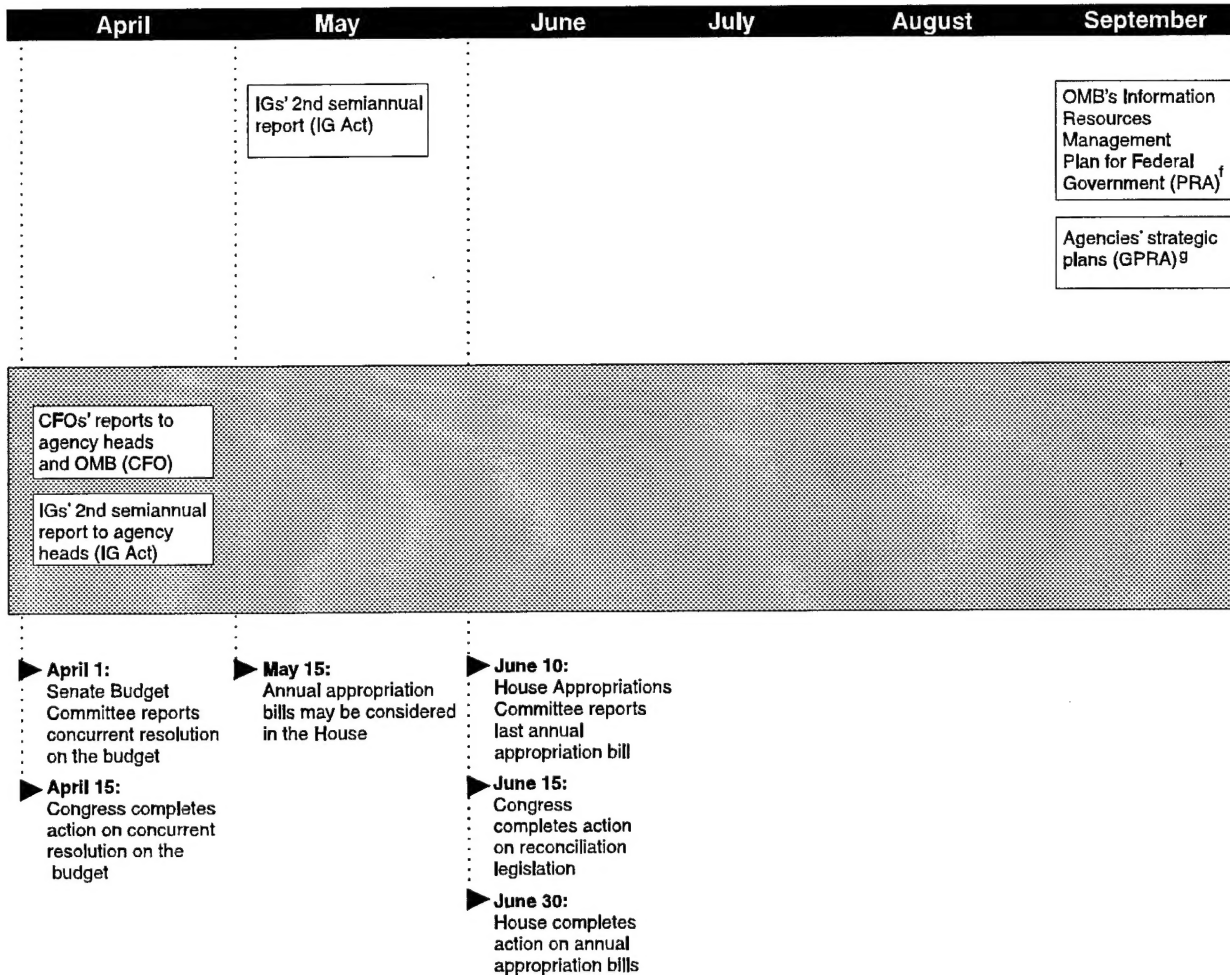 April May June July August September
IGs' 2nd semiannual
report (IG Act)
OMB's Information
Resources
Management
Plan for Federal
Government (PRA)f
Agencies' strategic
plans (GPRA)g
CFOs' reports to
agency heads
and OMB (CFO)
IGs' 2nd semiannual
report to agency
heads (IG Act)
April 1:
Senate Budget
Committee reports
concurrent resolution
on the budget
April 15:
Congress completes
action on concurrent
resolution on the
budget
May 15:
Annual appropriation
bills may be considered
in the House
June 10:
House Appropriations
Committee reports
last annual
appropriation bill
June 15:
Congress
completes action
on reconciliation
legislation
June 30:
House completes
action on annual
appropriation bills